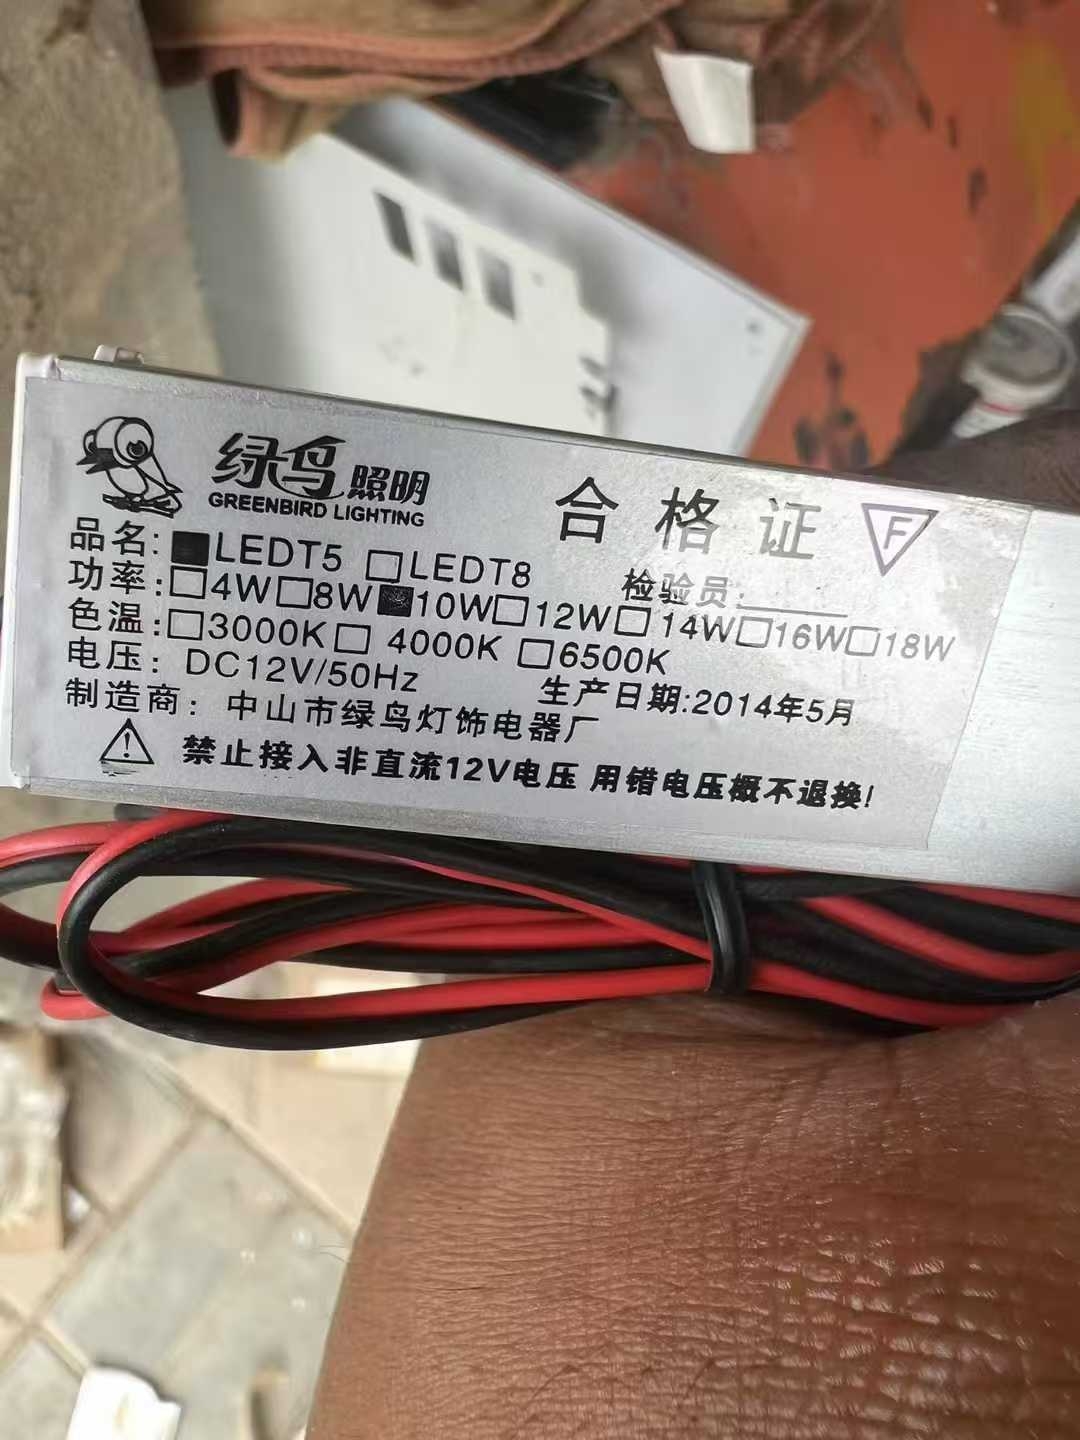 绿鸟照明
GREENBIRD LIGHTING
合格证
F
品名:■LEDT5 □LEDT8
检验员:______
功率:□4W□8W■10W□12W□14W□16W□18W
色温:□3000K□ 4000K □6500K
电压: DC12V/50Hz
生产日期:2014年5月
制造商: 中山市绿鸟灯饰电器厂
禁止接入非直流12V电压 用错电压概不退换!